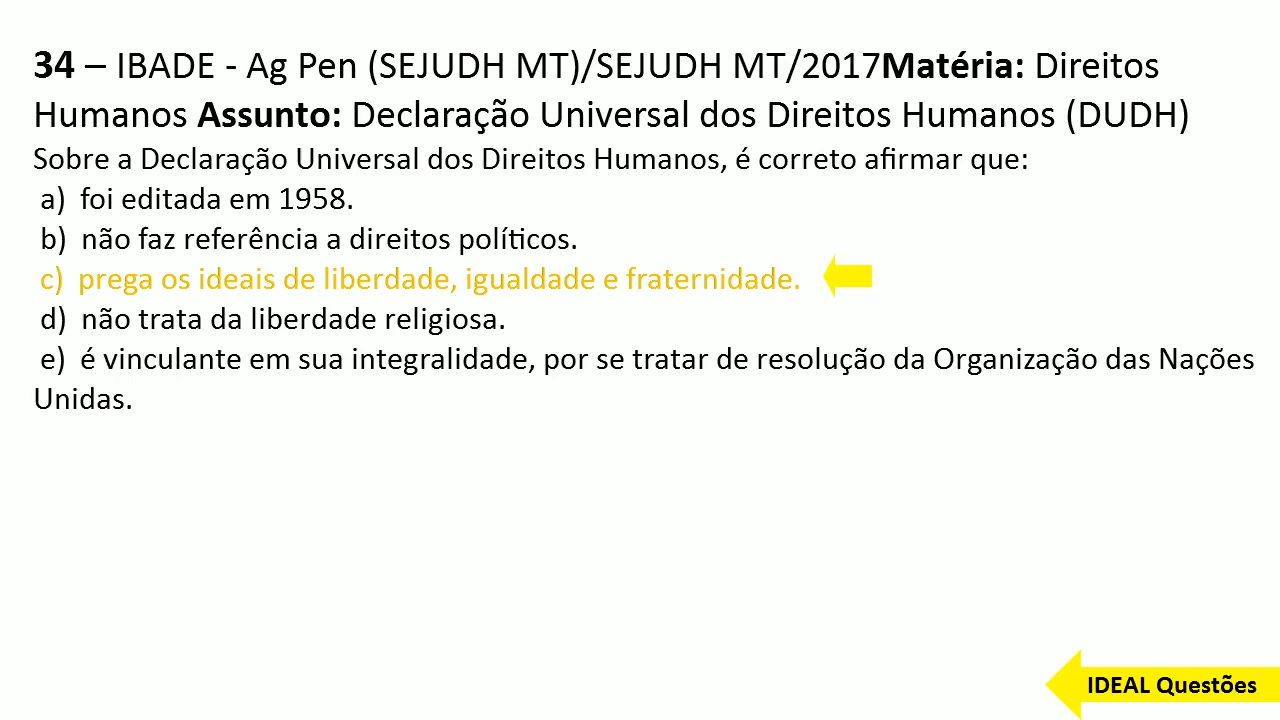 34 – IBADE - Ag Pen (SEJUDH MT)/SEJUDH MT/2017Matéria: Direitos
Humanos Assunto: Declaração Universal dos Direitos Humanos (DUDH)
Sobre a Declaração Universal dos Direitos Humanos, é correto afirmar que:
a) foi editada em 1958.
b) não faz referência a direitos políticos.
c) prega os ideais de liberdade, igualdade e fraternidade.
d) não trata da liberdade religiosa.
e) é vinculante em sua integralidade, por se tratar de resolução da Organização das Nações
Unidas.
IDEAL Questões